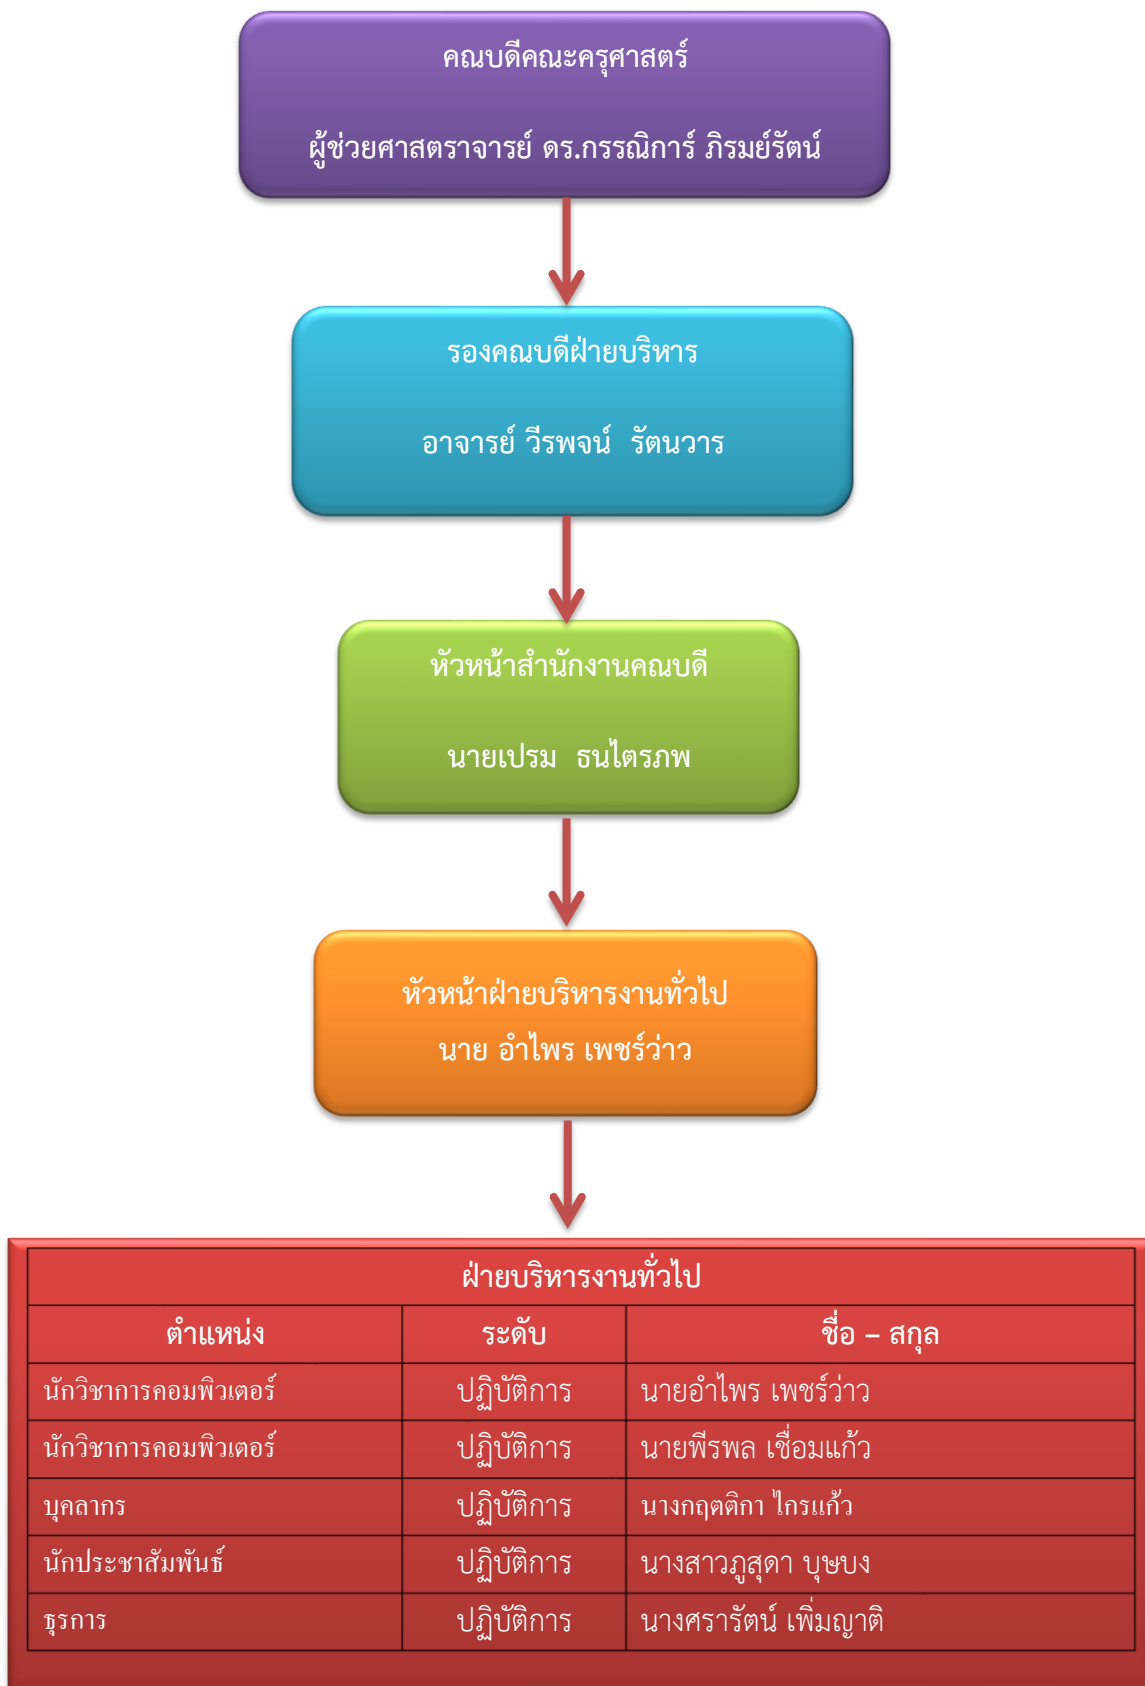 คณบดีคณะครุศาสตร์
ผู้ช่วยศาสตราจารย์ ดร.กรรณิการ์ ภิรมย์รัตน์
รองคณบดีฝ่ายบริหาร
อาจารย์ วีรพจน์ รัตนวาร
หัวหน้าสำนักงานคณบดี
นายเปรม ธนไตรภพ
หัวหน้าฝ่ายบริหารงานทั่วไป
นาย อำไพร เพชร์ว่าว
ฝ่ายบริหารงานทั่วไป
ตำแหน่ง ระดับ ชื่อ – สกุล
นักวิชาการคอมพิวเตอร์ ปฏิบัติการ นายอำไพร เพชร์ว่าว
นักวิชาการคอมพิวเตอร์ ปฏิบัติการ นายพีรพล เชื่อมแก้ว
บุคลากร ปฏิบัติการ นางกฤตติกา ไกรแก้ว
นักประชาสัมพันธ์ ปฏิบัติการ นางสาวภูสุดา บุษบง
ธุรการ ปฏิบัติการ นางศรารัตน์ เพิ่มญาติ